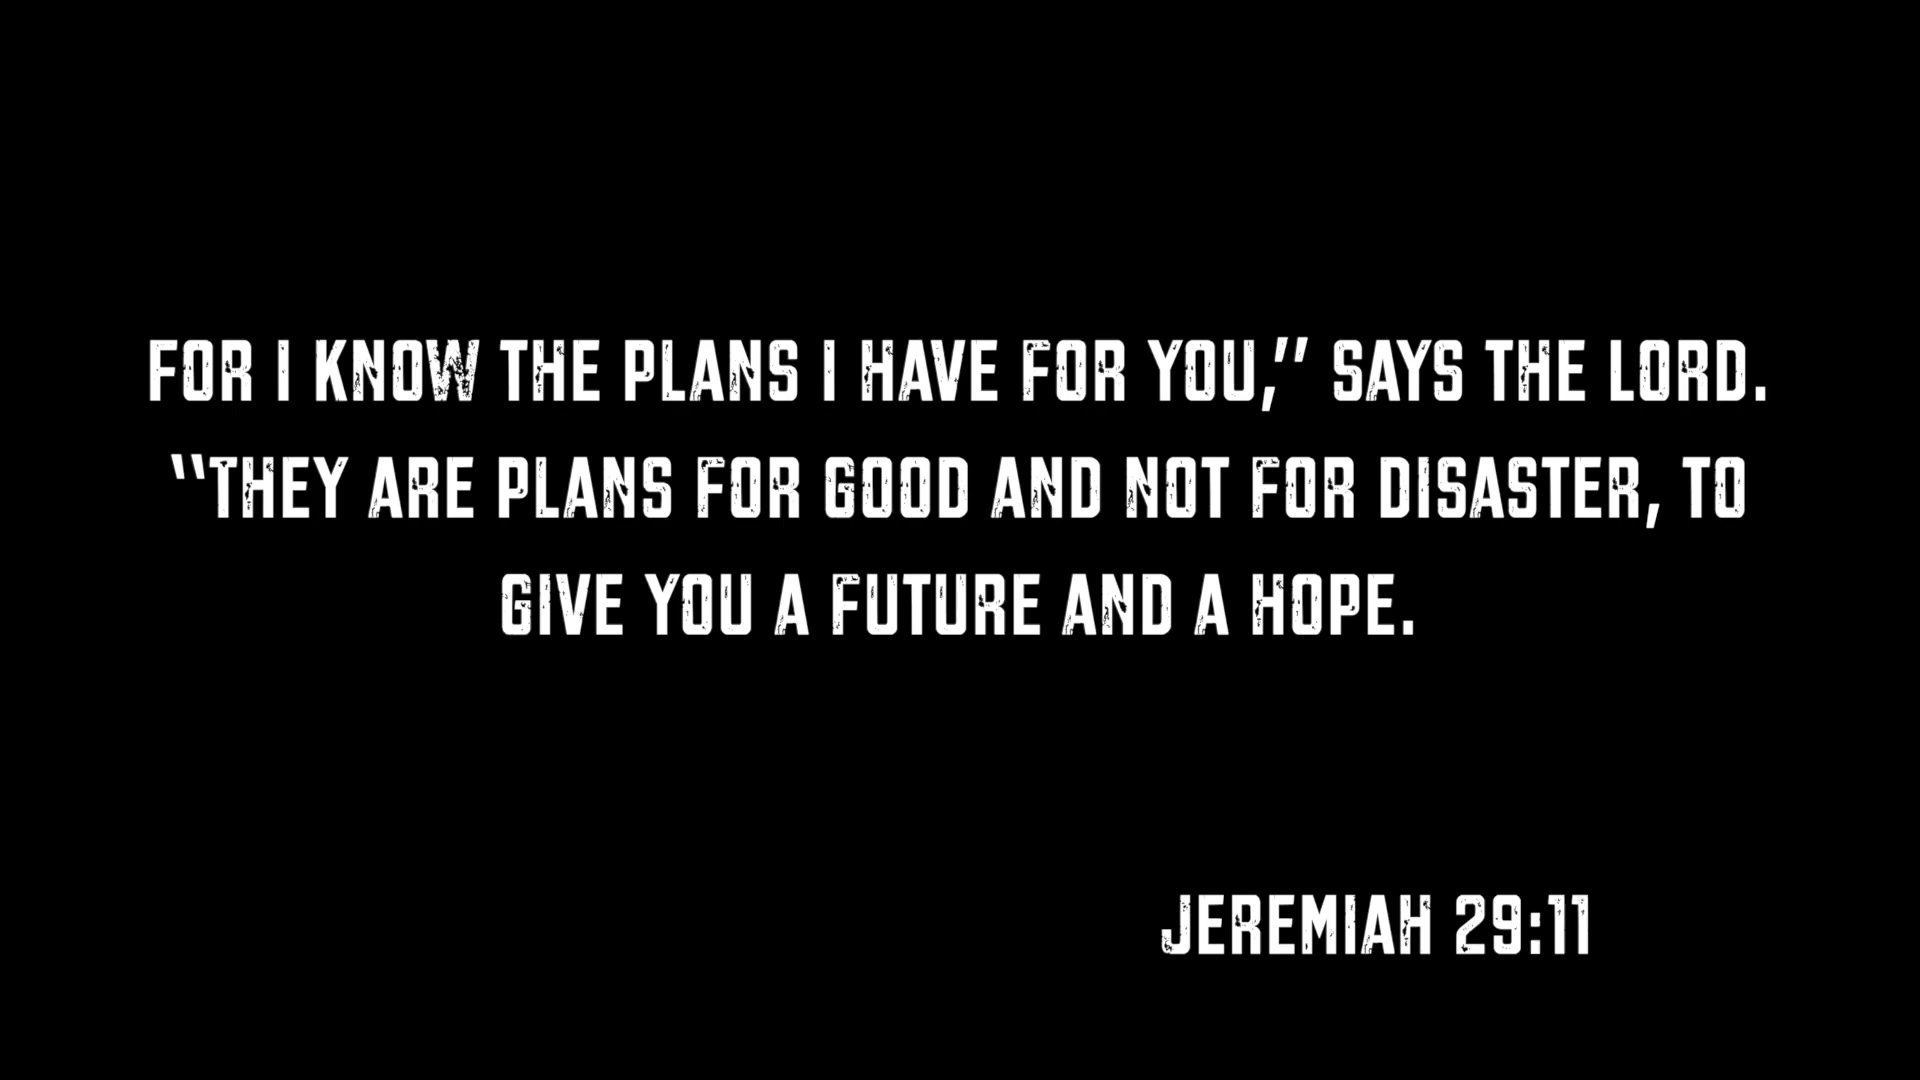 FOR I KNOW THE PLANS I HAVE FOR YOU,” SAYS THE LORD.
“THEY ARE PLANS FOR GOOD AND NOT FOR DISASTER, TO
GIVE YOU A FUTURE AND A HOPE.
JEREMIAH 29:11